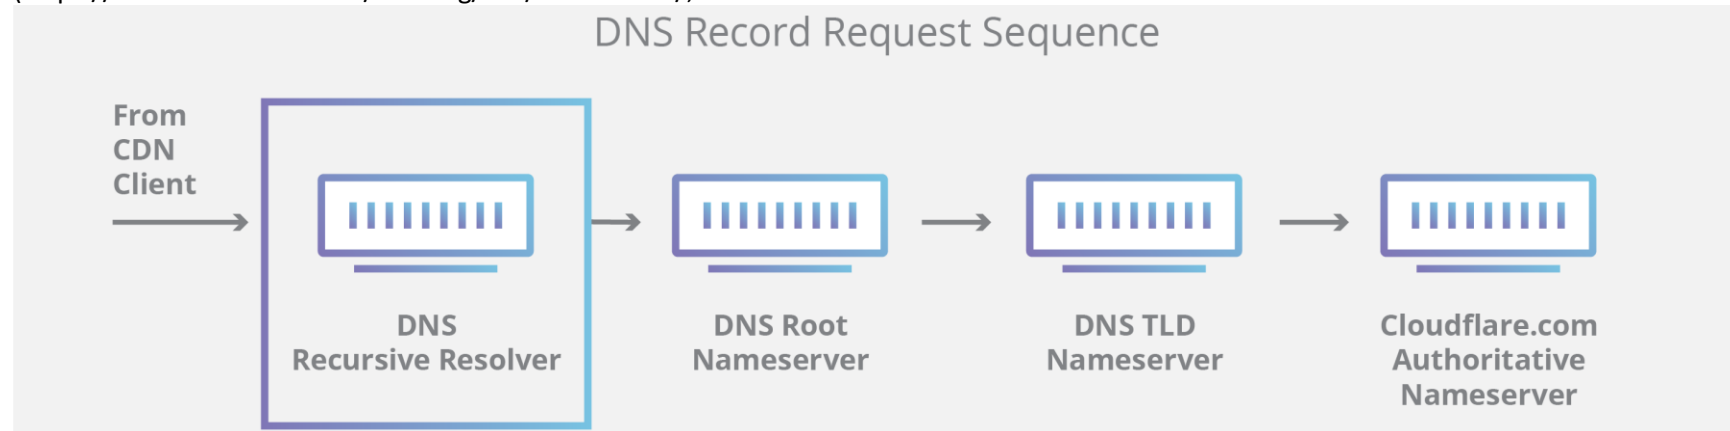 DNS Record Request Sequence
From
CDN
Client
DNS
Recursive Resolver
DNS Root
Nameserver
DNS TLD
Nameserver
Cloudflare.com
Authoritative
Nameserver